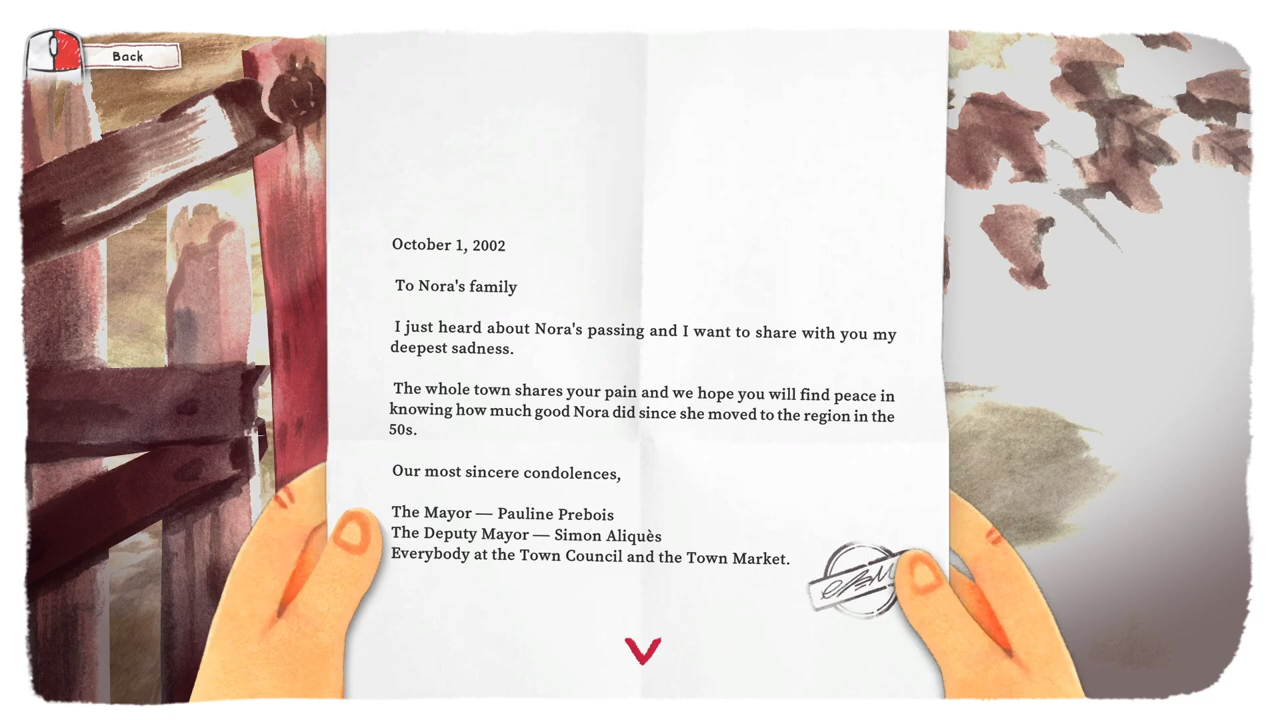 Back
October 1, 2002
To Nora's family
I just heard about Nora's passing and I want to share with you my
deepest sadness.
The whole town shares your pain and we hope you will find peace in
knowing how much good Nora did since she moved to the region in the
50s.
Our most sincere condolences,
The Mayor — Pauline Prebois
The Deputy Mayor — Simon Aliquès
Everybody at the Town Council and the Town Market.